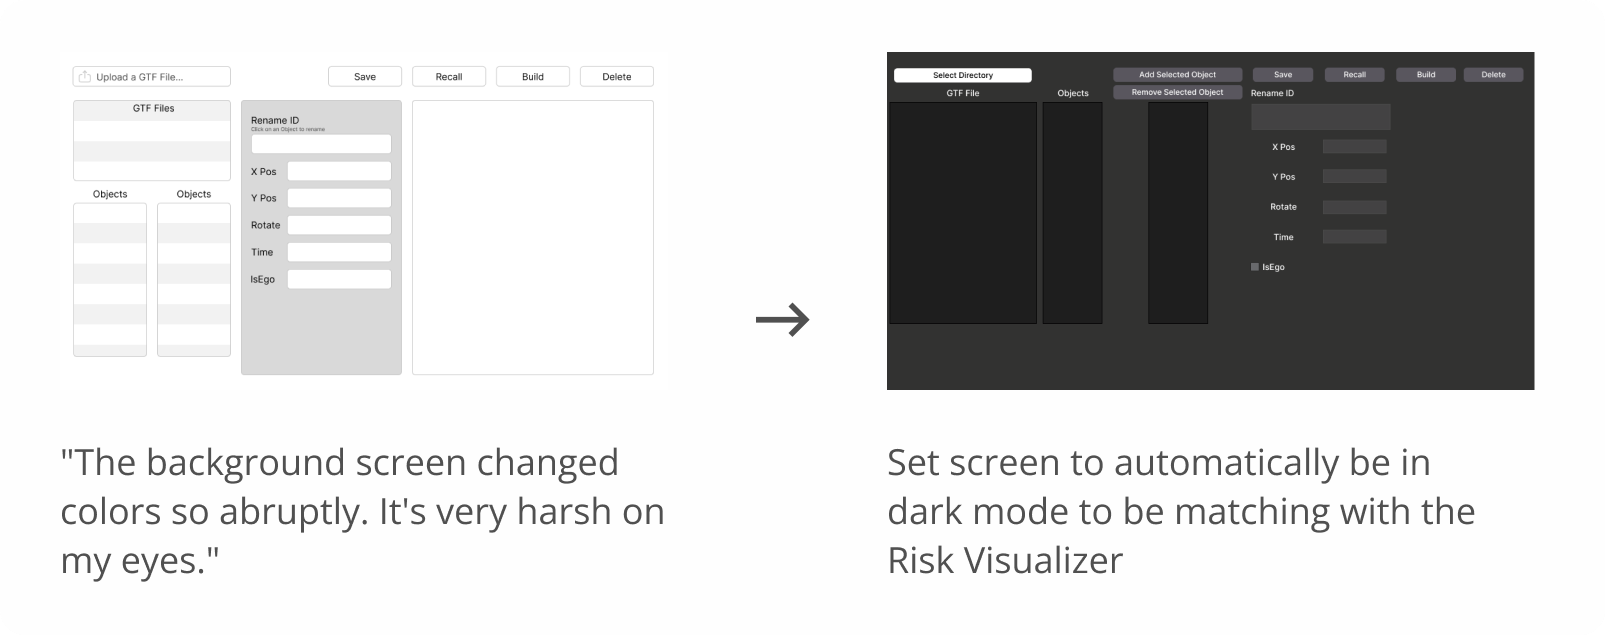 Upload a GTF File...
Save
Recall
Build
Delete
GTF Files
Objects
Objects
Rename ID
Click on an Object to rename
X Pos
Y Pos
Rotate
Time
IsEgo
"The background screen changed
colors so abruptly. It's very harsh on
my eyes."
Select Directory
Add Selected Object
Save
Recall
Build
Delete
GTF File
Objects
Remove Selected Object
Rename ID
X Pos
Y Pos
Rotate
Time
IsEgo
Set screen to automatically be in
dark mode to be matching with the
Risk Visualizer